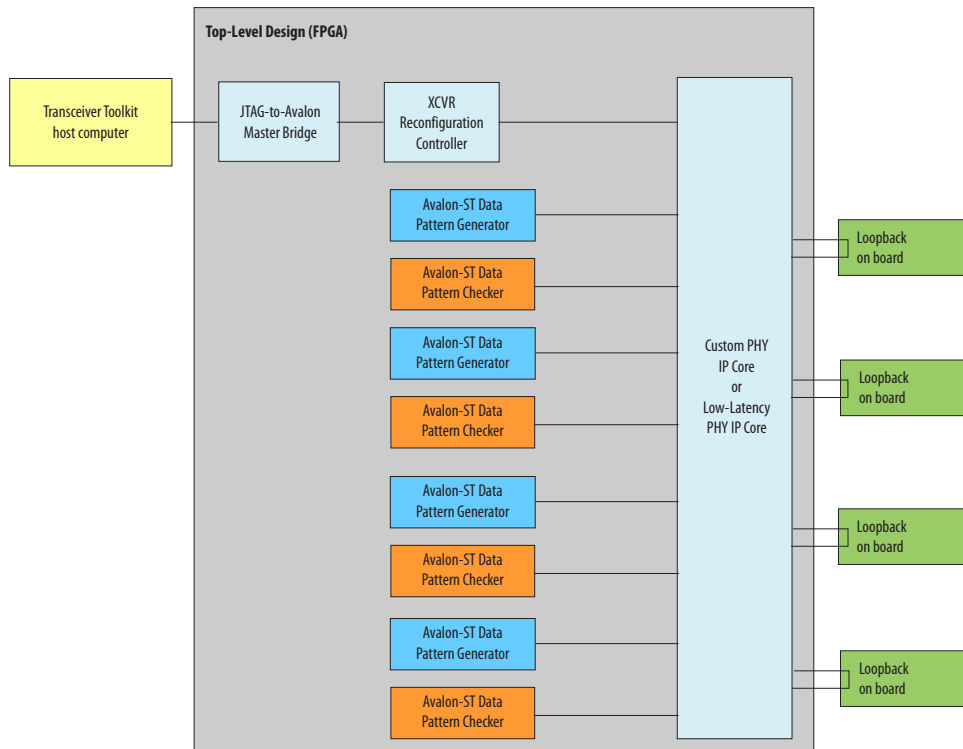 Top-Level Design (FPGA)
Transceiver Toolkit
host computer
JTAG-to-Avalon
Master Bridge
XCVR
Reconfiguration
Controller
Avalon-ST Data
Pattern Generator
Avalon-ST Data
Pattern Checker
Avalon-ST Data
Pattern Generator
Avalon-ST Data
Pattern Checker
Avalon-ST Data
Pattern Generator
Avalon-ST Data
Pattern Checker
Avalon-ST Data
Pattern Generator
Avalon-ST Data
Pattern Checker
Custom PHY
IP Core
or
Low-Latency
PHY IP Core
Loopback
on board
Loopback
on board
Loopback
on board
Loopback
on board